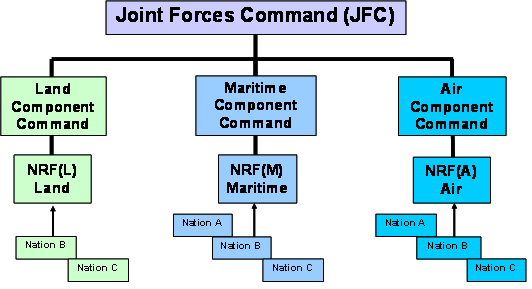 Joint Forces Command (JFC)
Land
Component
Command
Maritime
Component
Command
Air
Component
Command
NRF(L)
Land
NRF(M)
Maritime
NRF(A)
Air
Nation B
Nation C
Nation A
Nation B
Nation C
Nation A
Nation B
Nation C